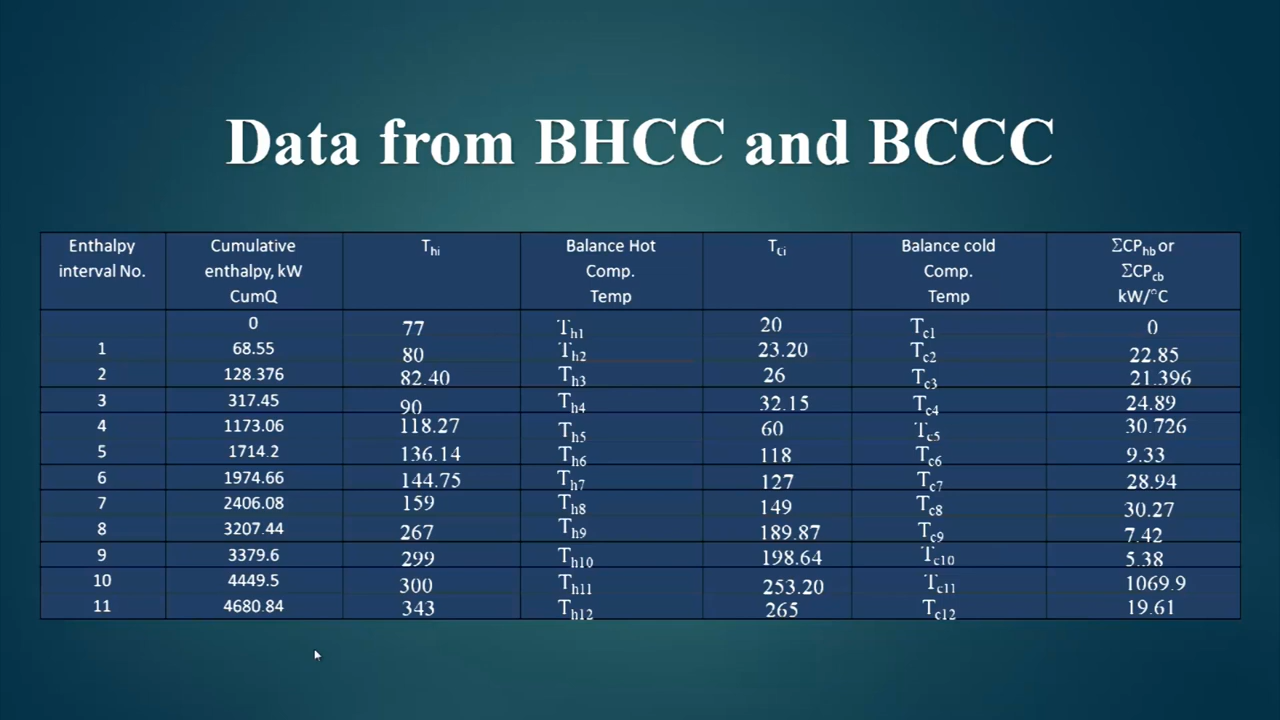 Data from BHCC and BCCC
Enthalpy interval No. Cumulative enthalpy, kW CumQ Thi Balance Hot Comp. Temp Tci Balance cold Comp. Temp ΣCPhb or ΣCPcb kW/°C
0 77 Th1 20 Tc1 0
1 68.55 80 Th2 23.20 Tc2 22.85
2 128.376 82.40 Th3 26 Tc3 21.396
3 317.45 90 Th4 32.15 Tc4 24.89
4 1173.06 118.27 Th5 60 Tc5 30.726
5 1714.2 136.14 Th6 118 Tc6 9.33
6 1974.66 144.75 Th7 127 Tc7 28.94
7 2406.08 159 Th8 149 Tc8 30.27
8 3207.44 267 Th9 189.87 Tc9 7.42
9 3379.6 299 Th10 198.64 Tc10 5.38
10 4449.5 300 Th11 253.20 Tc11 1069.9
11 4680.84 343 Th12 265 Tc12 19.61